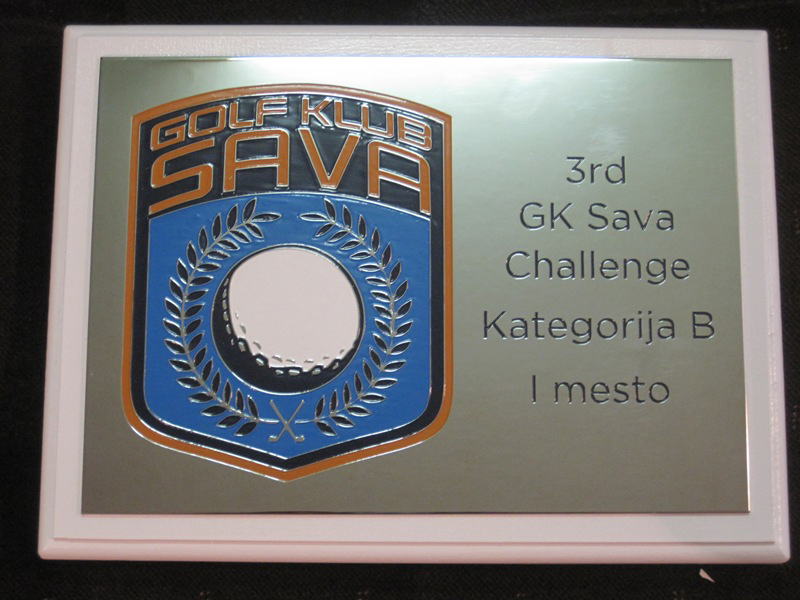 GOLF KLUB
SAVA
3rd
GK Sava
Challenge
Kategorija B
I mesto